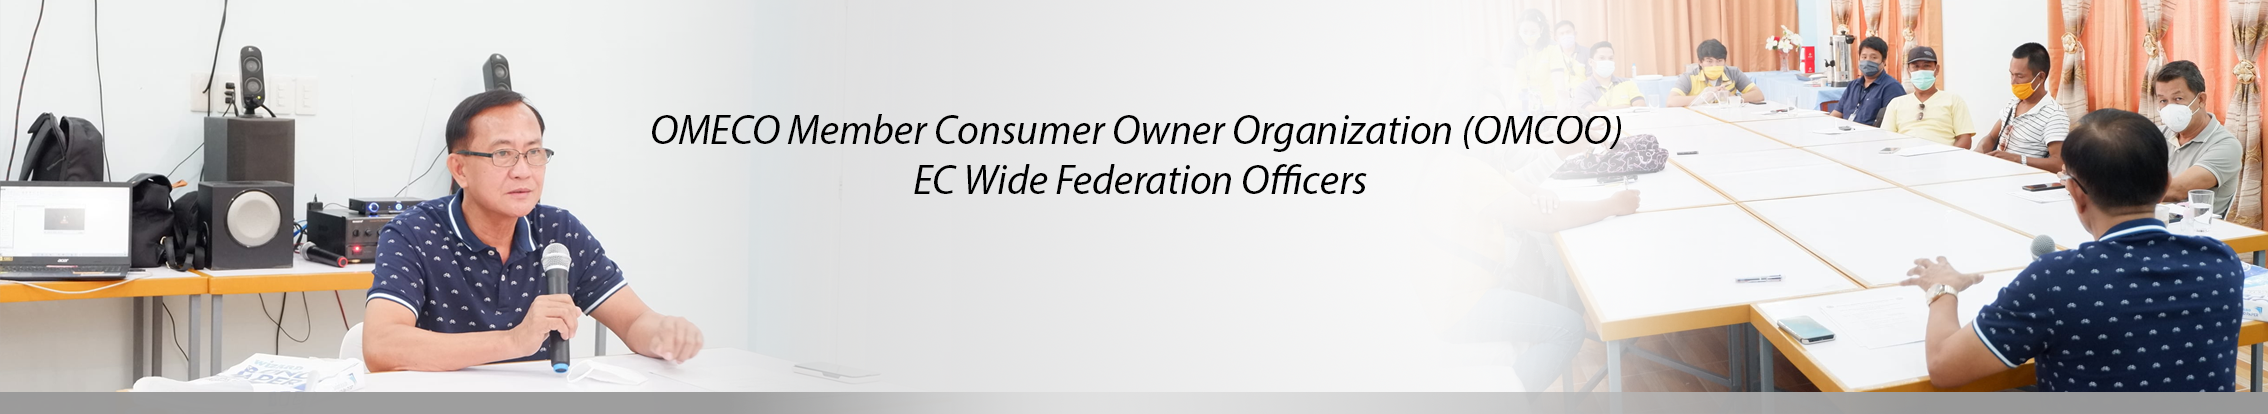 OMECO Member Consumer Owner Organization (OMCOO)
EC Wide Federation Officers